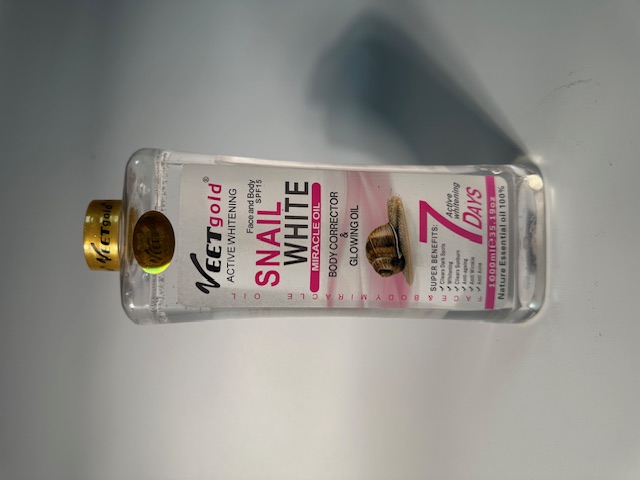 VEETgold
VEET
VEETgold®
ACTIVE WHITENING
Face and Body
SPF15
SNAIL
WHITE
MIRACLE OIL
BODY CORRECTOR
&
GLOWING OIL
FACE & BODY MIRACLE OIL
SUPER BENEFITS:
✓ Clears Dark Spots
✓ Whitening
✓ Clears Sunburn
✓ Anti-ageing
✓ Anti Wrinkle
✓ Anti Acne
7
Active
whitening
DAYS
1000ml℮35.19oz
Nature Essential oil 100%